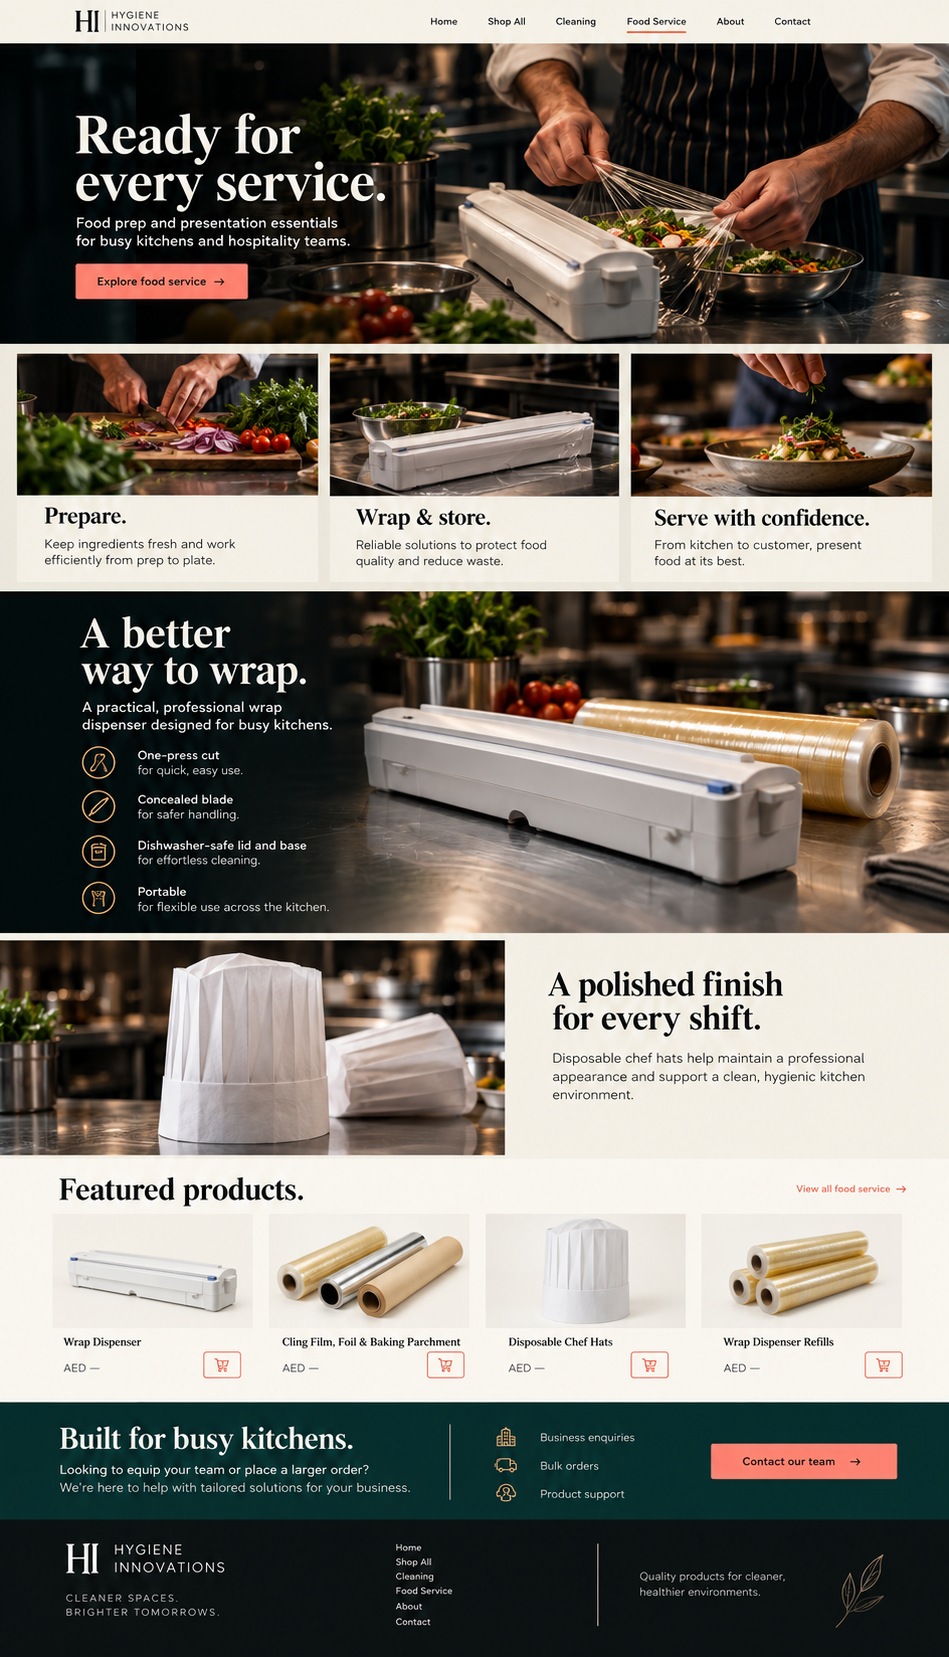 HI HYGIENE
INNOVATIONS
Home Shop All Cleaning Food Service About Contact
Ready for
every service.
Food prep and presentation essentials
for busy kitchens and hospitality teams.
Explore food service →
Prepare.
Keep ingredients fresh and work
efficiently from prep to plate.
Wrap & store.
Reliable solutions to protect food
quality and reduce waste.
Serve with confidence.
From kitchen to customer, present
food at its best.
A better
way to wrap.
A practical, professional wrap
dispenser designed for busy kitchens.
One-press cut
for quick, easy use.
Concealed blade
for safer handling.
Dishwasher-safe lid and base
for effortless cleaning.
Portable
for flexible use across the kitchen.
A polished finish
for every shift.
Disposable chef hats help maintain a professional
appearance and support a clean, hygienic kitchen
environment.
Featured products.
View all food service →
Wrap Dispenser
AED —
Cling Film, Foil & Baking Parchment
AED —
Disposable Chef Hats
AED —
Wrap Dispenser Refills
AED —
Built for busy kitchens.
Looking to equip your team or place a larger order?
We're here to help with tailored solutions for your business.
Business enquiries
Bulk orders
Product support
Contact our team →
HI HYGIENE
INNOVATIONS
CLEANER SPACES.
BRIGHTER TOMORROWS.
Home
Shop All
Cleaning
Food Service
About
Contact
Quality products for cleaner,
healthier environments.